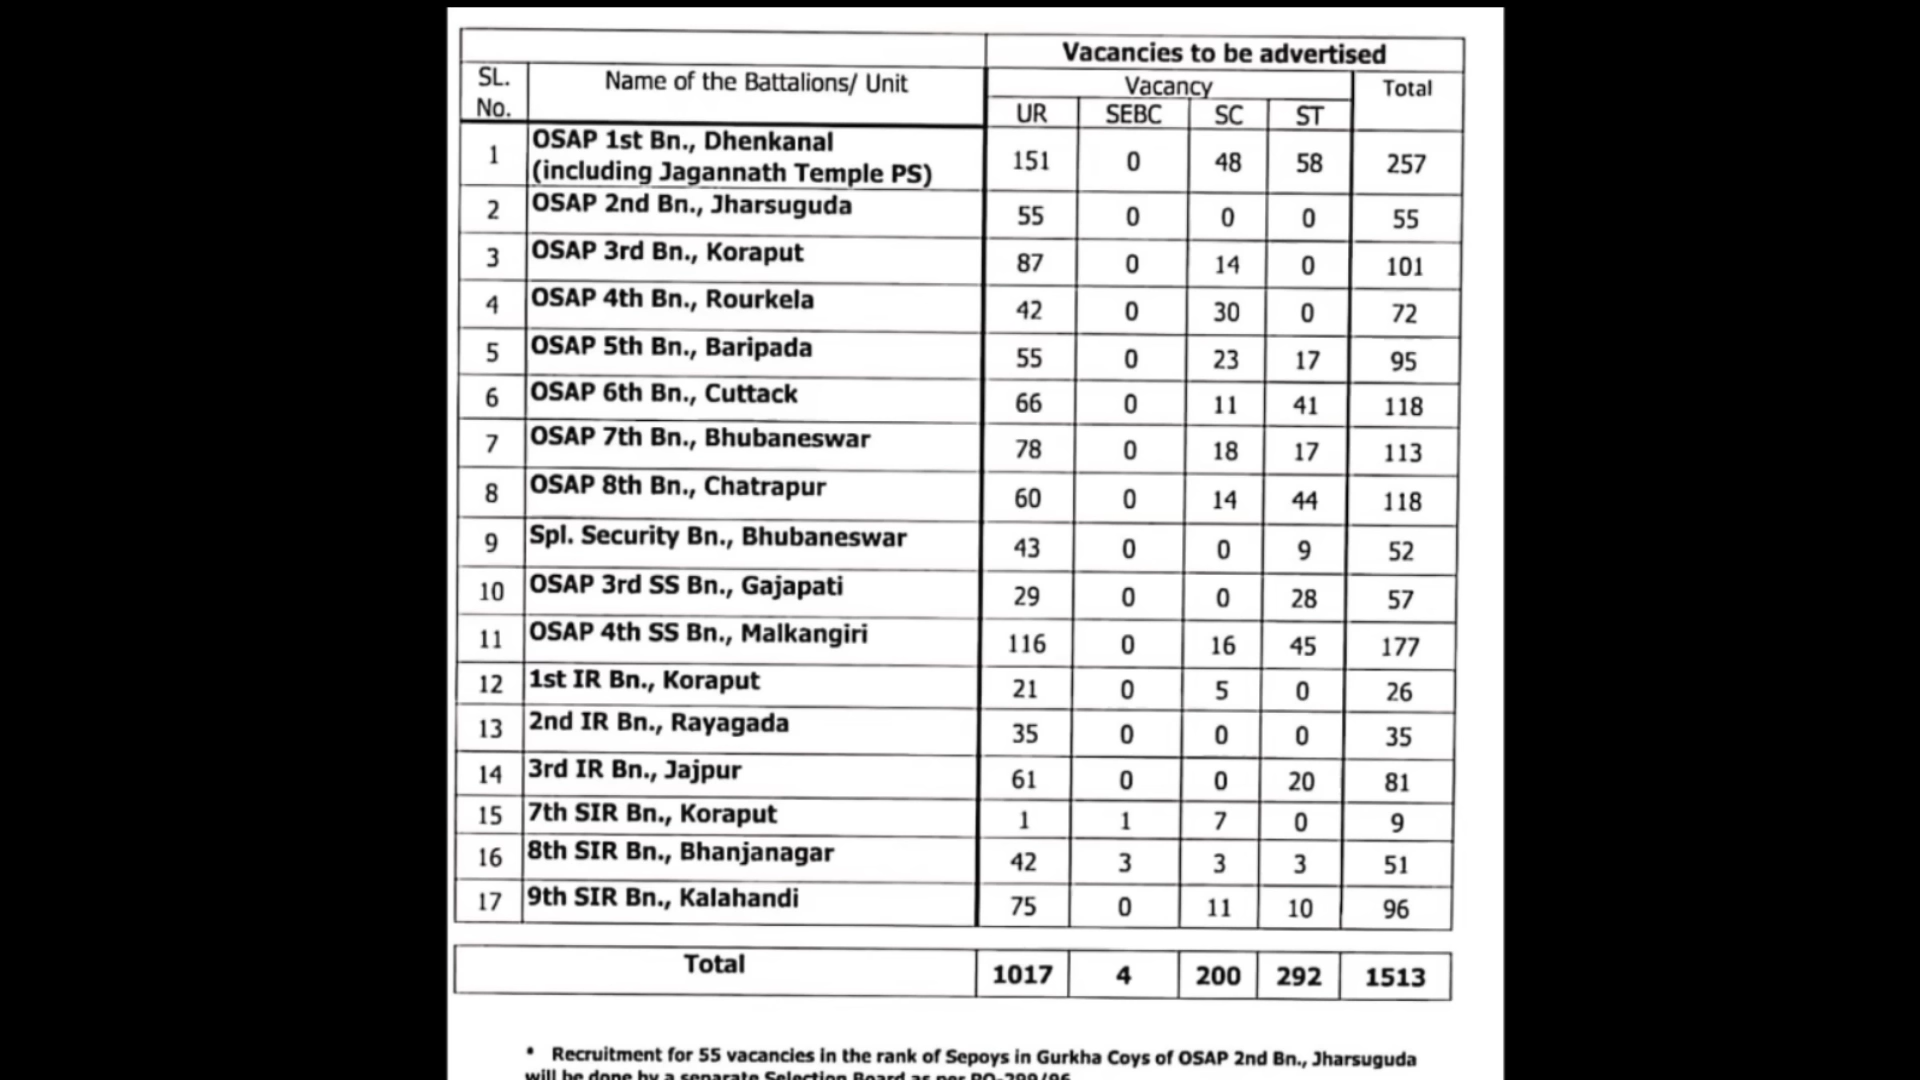 Vacancies to be advertised
SL. No. Name of the Battalions/ Unit Vacancy Total
UR SEBC SC ST
1 OSAP 1st Bn., Dhenkanal (including Jagannath Temple PS) 151 0 48 58 257
2 OSAP 2nd Bn., Jharsuguda 55 0 0 0 55
3 OSAP 3rd Bn., Koraput 87 0 14 0 101
4 OSAP 4th Bn., Rourkela 42 0 30 0 72
5 OSAP 5th Bn., Baripada 55 0 23 17 95
6 OSAP 6th Bn., Cuttack 66 0 11 41 118
7 OSAP 7th Bn., Bhubaneswar 78 0 18 17 113
8 OSAP 8th Bn., Chatrapur 60 0 14 44 118
9 Spl. Security Bn., Bhubaneswar 43 0 0 9 52
10 OSAP 3rd SS Bn., Gajapati 29 0 0 28 57
11 OSAP 4th SS Bn., Malkangiri 116 0 16 45 177
12 1st IR Bn., Koraput 21 0 5 0 26
13 2nd IR Bn., Rayagada 35 0 0 0 35
14 3rd IR Bn., Jajpur 61 0 0 20 81
15 7th SIR Bn., Koraput 1 1 7 0 9
16 8th SIR Bn., Bhanjanagar 42 3 3 3 51
17 9th SIR Bn., Kalahandi 75 0 11 10 96
Total 1017 4 200 292 1513
* Recruitment for 55 vacancies in the rank of Sepoys in Gurkha Coys of OSAP 2nd Bn., Jharsuguda
will be done by a separate Selection Board as per